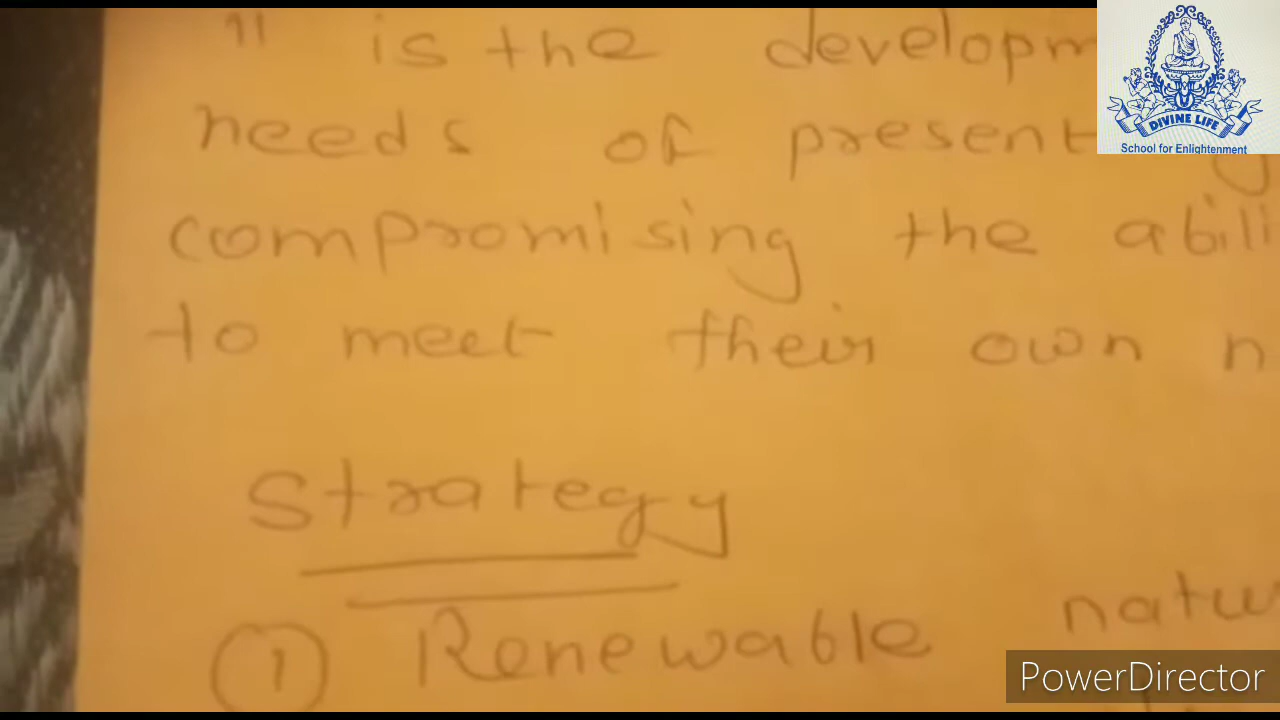 is the developm
needs of present
compromising the abili
to meet their own n
Strategy
① Renewable natu
DIVINE LIFE
School for Enlightenment
PowerDirector